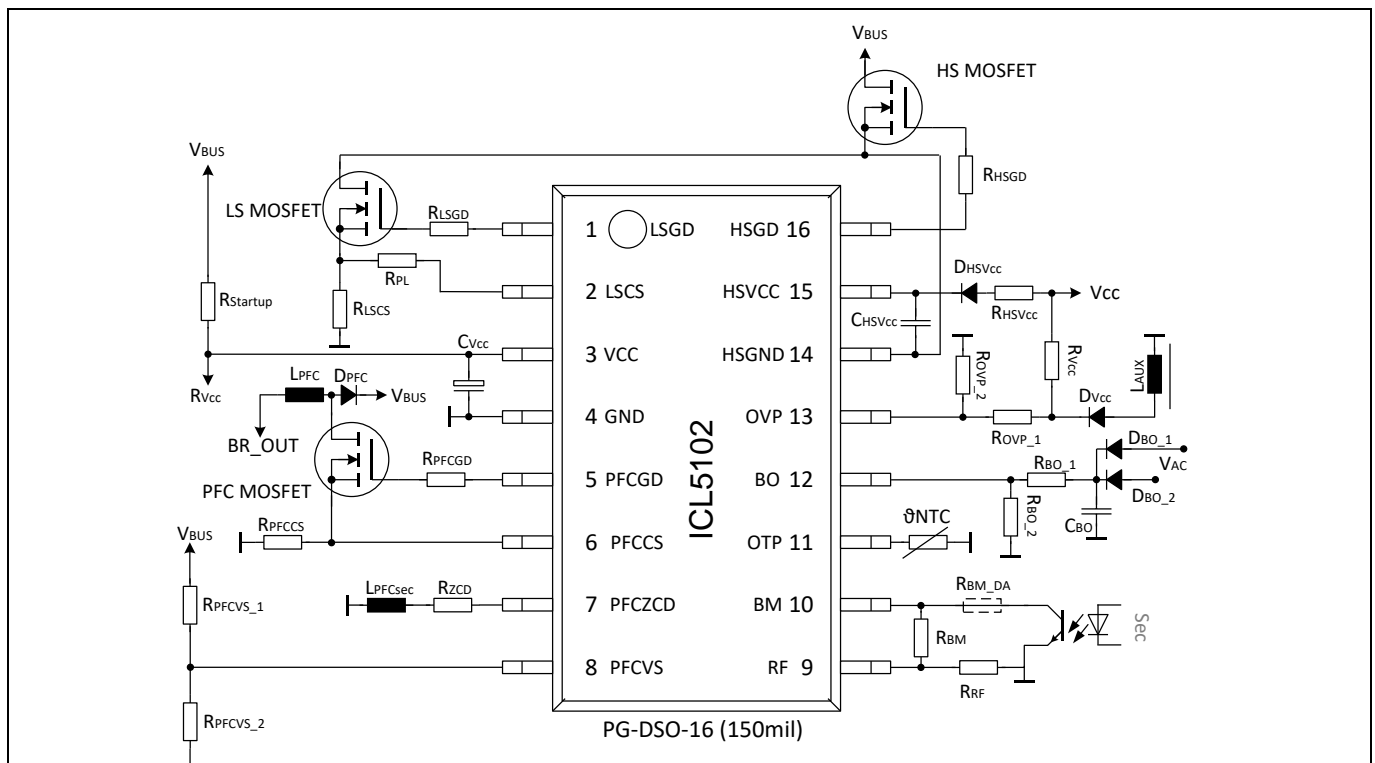 VBUS
HS MOSFET
VBUS
RHSGD
LS MOSFET
RLSGD
1 LSGD
HSGD 16
RPL
DHSVcc
2 LSCS
HSVCC 15
Vcc
RStartup
RLSCS
CHSVcc
RHSVcc
CVcc
3 VCC
HSGND 14
ROVP_2
RVcc
LAUX
RVcc
LPFC
DPFC
VBUS
DVcc
4 GND
OVP 13
ROVP_1
BR_OUT
ICL5102
DBO_1
RPFCGD
RBO_1
VAC
PFC MOSFET
5 PFCGD
BO 12
DBO_2
RBO_2
CBO
VBUS
RPFCCS
ϑNTC
6 PFCCS
OTP 11
LPFCsec
RZCD
RBM_DA
RPFCVS_1
7 PFCZCD
BM 10
Sec
RBM
8 PFCVS
RF 9
RRF
RPFCVS_2
PG-DSO-16 (150mil)